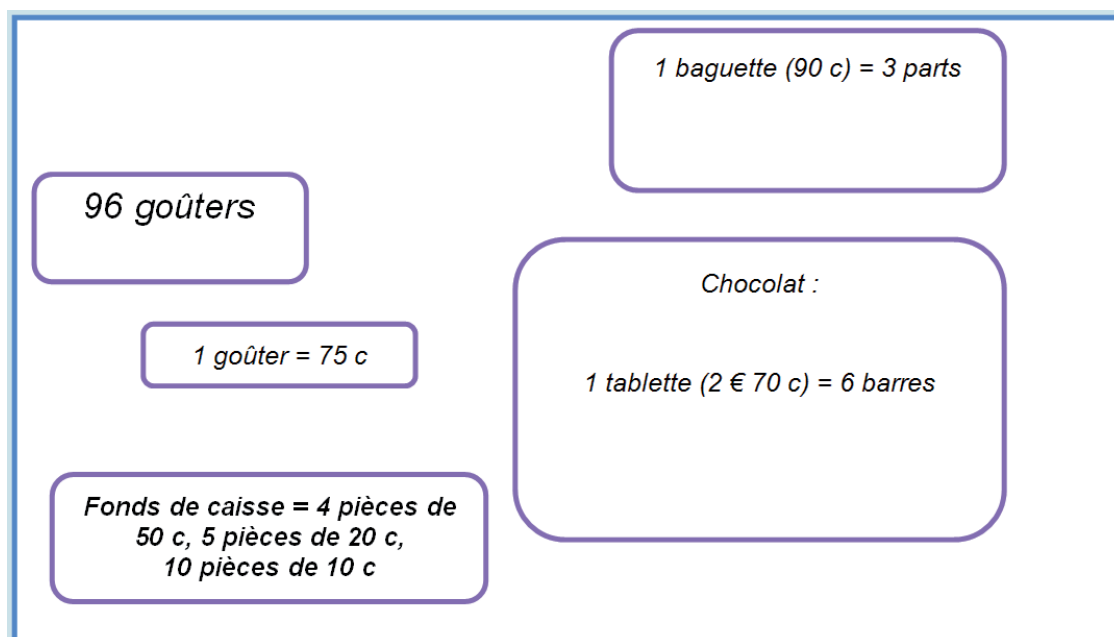 1 baguette (90 c) = 3 parts
96 goûters
Chocolat :
1 goûter = 75 c
1 tablette (2 € 70 c) = 6 barres
Fonds de caisse = 4 pièces de
50 c, 5 pièces de 20 c,
10 pièces de 10 c